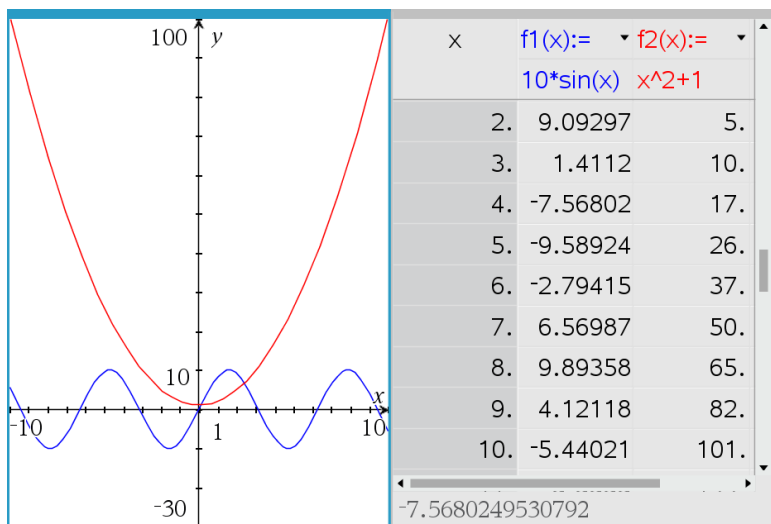 100 y
10
x
-10 1 10
-30
x f1(x):= f2(x):=
10*sin(x) x^2+1
2. 9.09297 5.
3. 1.4112 10.
4. -7.56802 17.
5. -9.58924 26.
6. -2.79415 37.
7. 6.56987 50.
8. 9.89358 65.
9. 4.12118 82.
10. -5.44021 101.
-7.5680249530792